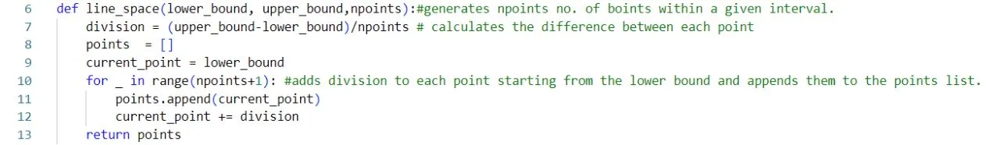 6 def line_space(lower_bound, upper_bound,npoints):#generates npoints no. of boints within a given interval.
7 division = (upper_bound-lower_bound)/npoints # calculates the difference between each point
8 points  = []
9 current_point = lower_bound
10 for _ in range(npoints+1): #adds division to each point starting from the lower bound and appends them to the points list.
11 points.append(current_point)
12 current_point += division
13 return points